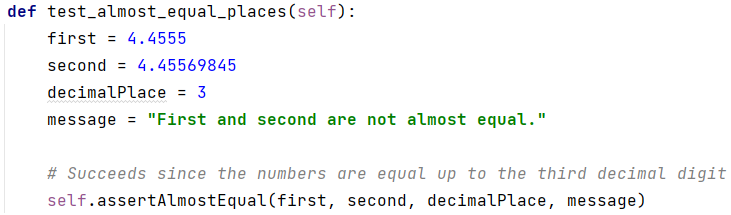 def test_almost_equal_places(self):
first = 4.4555
second = 4.45569845
decimalPlace = 3
message = "First and second are not almost equal."
# Succeeds since the numbers are equal up to the third decimal digit
self.assertAlmostEqual(first, second, decimalPlace, message)